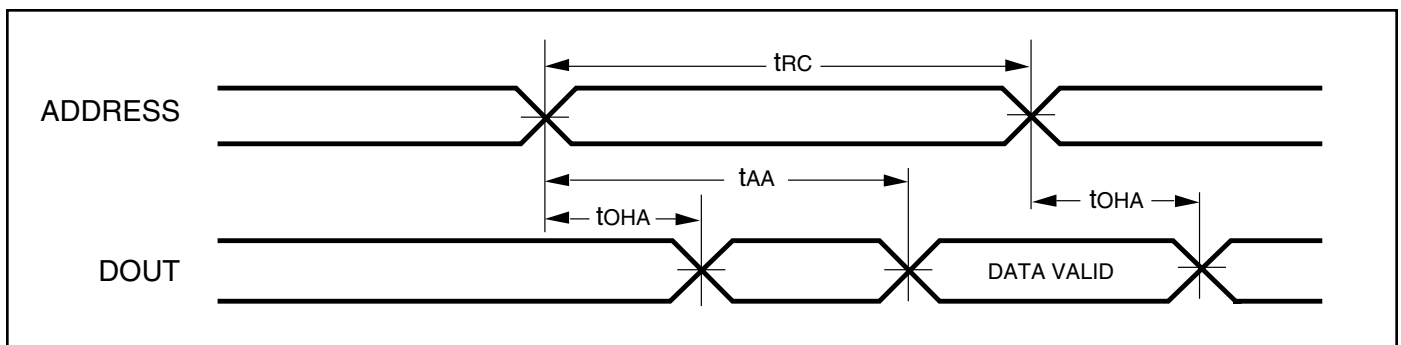 tRC
ADDRESS
tAA
tOHA
tOHA
DOUT
DATA VALID